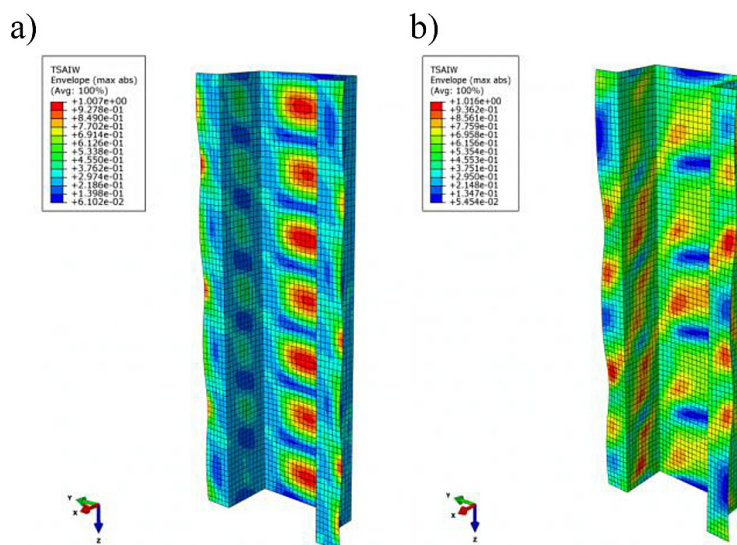 a)
TSAIW
Envelope (max abs)
(Avg: 100%)
+1.007e+00
+9.278e-01
+8.490e-01
+7.702e-01
+6.914e-01
+6.126e-01
+5.338e-01
+4.550e-01
+3.762e-01
+2.974e-01
+2.186e-01
+1.398e-01
+6.102e-02
Y
X
Z
b)
TSAIW
Envelope (max abs)
(Avg: 100%)
+1.016e+00
+9.362e-01
+8.561e-01
+7.759e-01
+6.958e-01
+6.156e-01
+5.354e-01
+4.553e-01
+3.751e-01
+2.950e-01
+2.148e-01
+1.347e-01
+5.454e-02
Y
X
Z